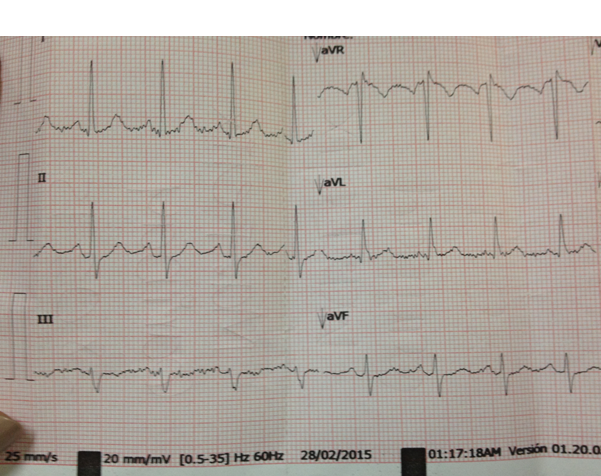 I
aVR
II
aVL
III
aVF
25 mm/s
20 mm/mV [0.5-35] Hz 60Hz 28/02/2015
01:17:18AM Versión 01.20.0